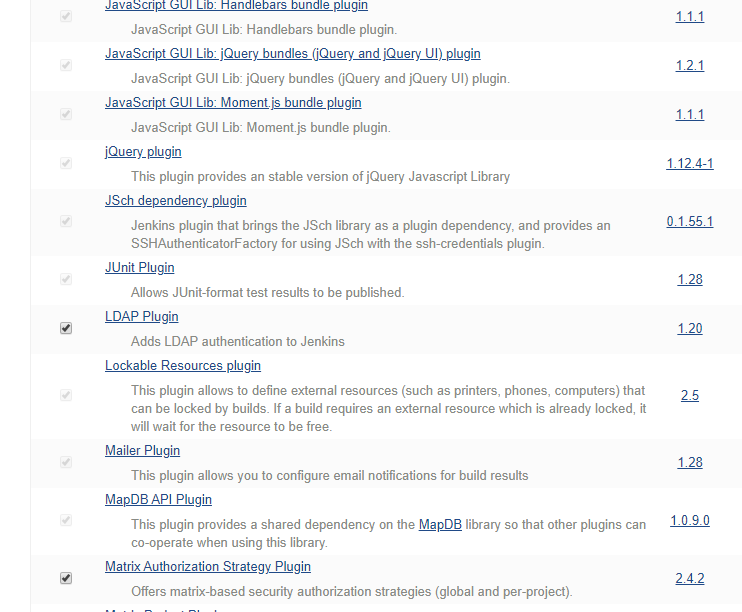 JavaScript GUI Lib: Handlebars bundle plugin
JavaScript GUI Lib: Handlebars bundle plugin.
1.1.1
JavaScript GUI Lib: jQuery bundles (jQuery and jQuery UI) plugin
JavaScript GUI Lib: jQuery bundles (jQuery and jQuery UI) plugin.
1.2.1
JavaScript GUI Lib: Moment.js bundle plugin
JavaScript GUI Lib: Moment.js bundle plugin.
1.1.1
jQuery plugin
This plugin provides an stable version of jQuery Javascript Library
1.12.4-1
JSch dependency plugin
Jenkins plugin that brings the JSch library as a plugin dependency, and provides an
SSHAuthenticatorFactory for using JSch with the ssh-credentials plugin.
0.1.55.1
JUnit Plugin
Allows JUnit-format test results to be published.
1.28
LDAP Plugin
Adds LDAP authentication to Jenkins
1.20
Lockable Resources plugin
This plugin allows to define external resources (such as printers, phones, computers) that
can be locked by builds. If a build requires an external resource which is already locked, it
will wait for the resource to be free.
2.5
Mailer Plugin
This plugin allows you to configure email notifications for build results
1.28
MapDB API Plugin
This plugin provides a shared dependency on the MapDB library so that other plugins can
co-operate when using this library.
1.0.9.0
Matrix Authorization Strategy Plugin
Offers matrix-based security authorization strategies (global and per-project).
2.4.2